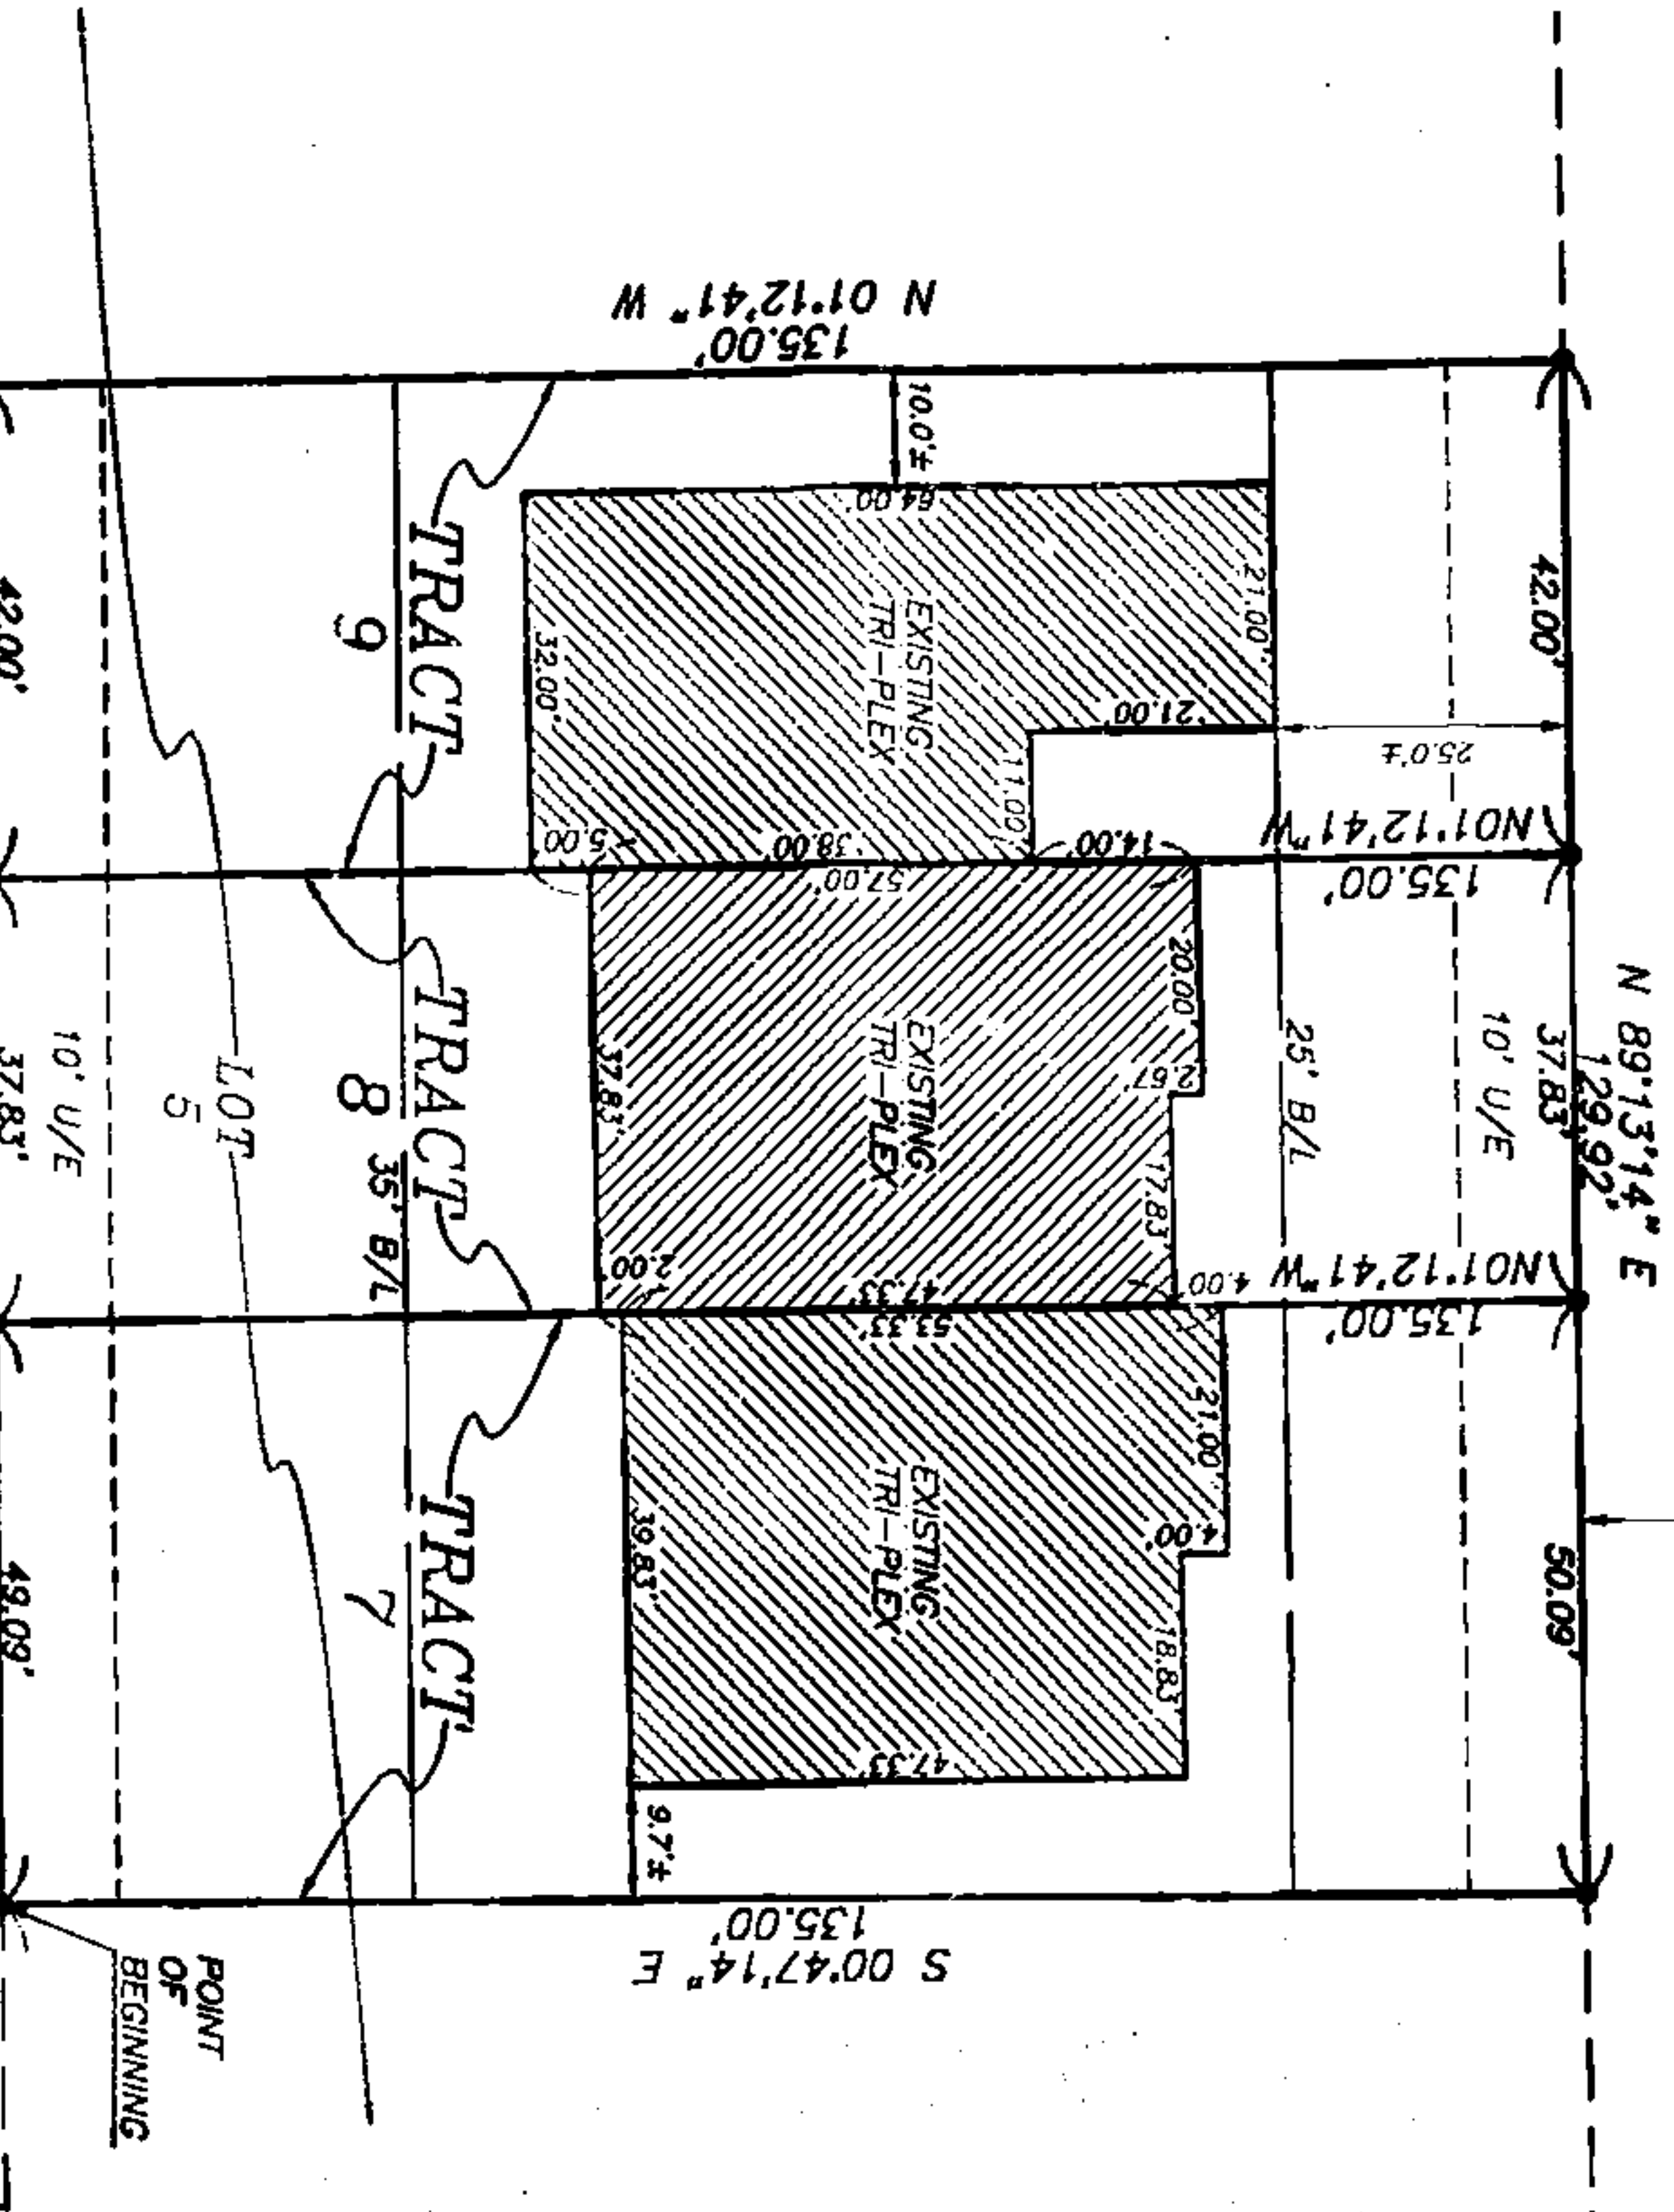 N 89°13'14" E
129.92'
42.00'
37.83'
50.09'
N 01°12'41" W
135.00'
N01°12'41"W
135.00'
N01°12'41"W
135.00'
S 00°47'14" E
135.00'
10' U/E
25' B/L
25.0'±
10.0'±
64.00'
21.00'
21.00'
11.00'
14.00'
38.00'
5.00
32.00'
EXISTING
TRI-PLEX
57.00'
20.00
2.67'
17.83'
4.00
47.33'
2.00'
37.83'
EXISTING
TRI-PLEX
53.33'
21.00'
4.00'
18.83'
47.33'
39.83'
9.7'±
EXISTING
TRI-PLEX
TRACT
9
TRACT
8
TRACT
7
35' B/L
LOT
5
10' U/E
42.00'
37.83'
49.09'
POINT
OF
BEGINNING